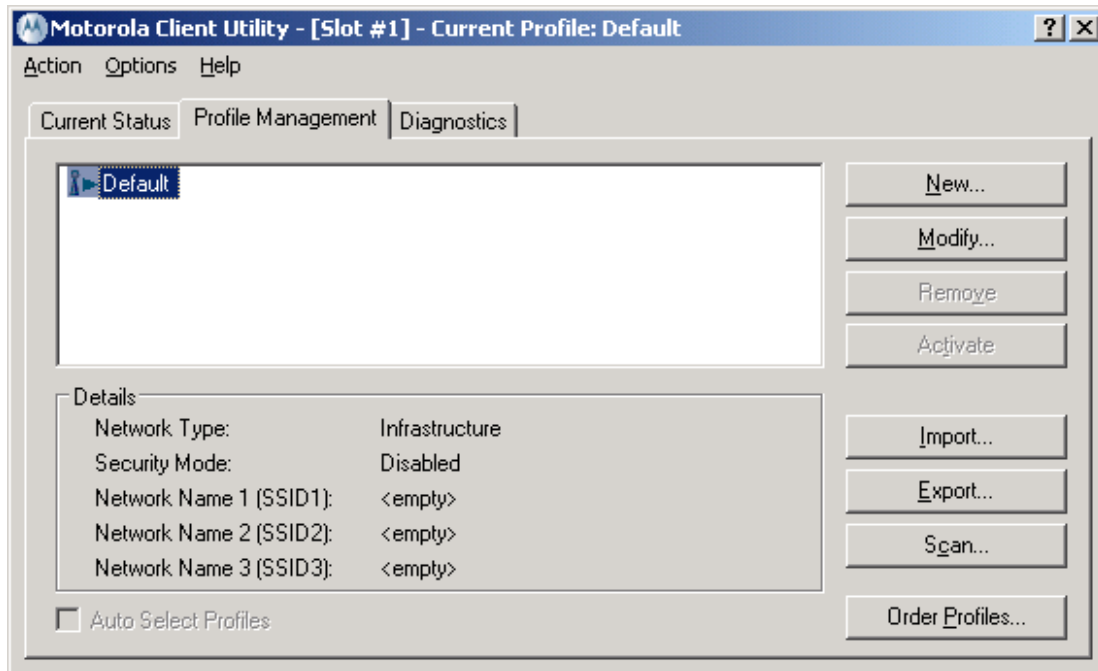 Motorola Client Utility - [Slot #1] - Current Profile: Default
Action Options Help
Current Status Profile Management Diagnostics
Default
New...
Modify...
Remove
Activate
Details
Network Type: Infrastructure
Security Mode: Disabled
Network Name 1 (SSID1): <empty>
Network Name 2 (SSID2): <empty>
Network Name 3 (SSID3): <empty>
Import...
Export...
Scan...
Auto Select Profiles
Order Profiles...